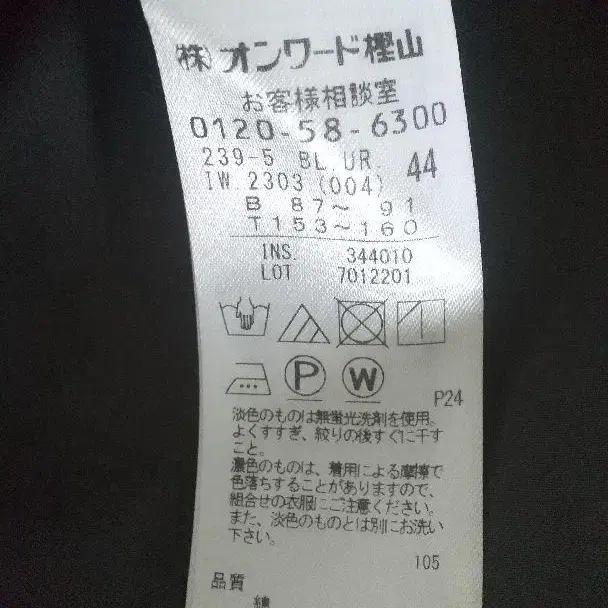 (株)オンワード樫山
お客様相談室
0120-58-6300
239-5 BL.UR. 44
IW.2303 (004)
B 87～ 91
T153～160
INS. 344010
LOT 7012201
P W
P24
淡色のものは無蛍光洗剤を使用。
よくすすぎ、絞りの後すぐに干す
こと。
濃色のものは、着用による摩擦で
色落ちすることがありますので、
組合せの衣服にご注意ください。
また、淡色のものとは別にお洗い
下さい。
105
品質